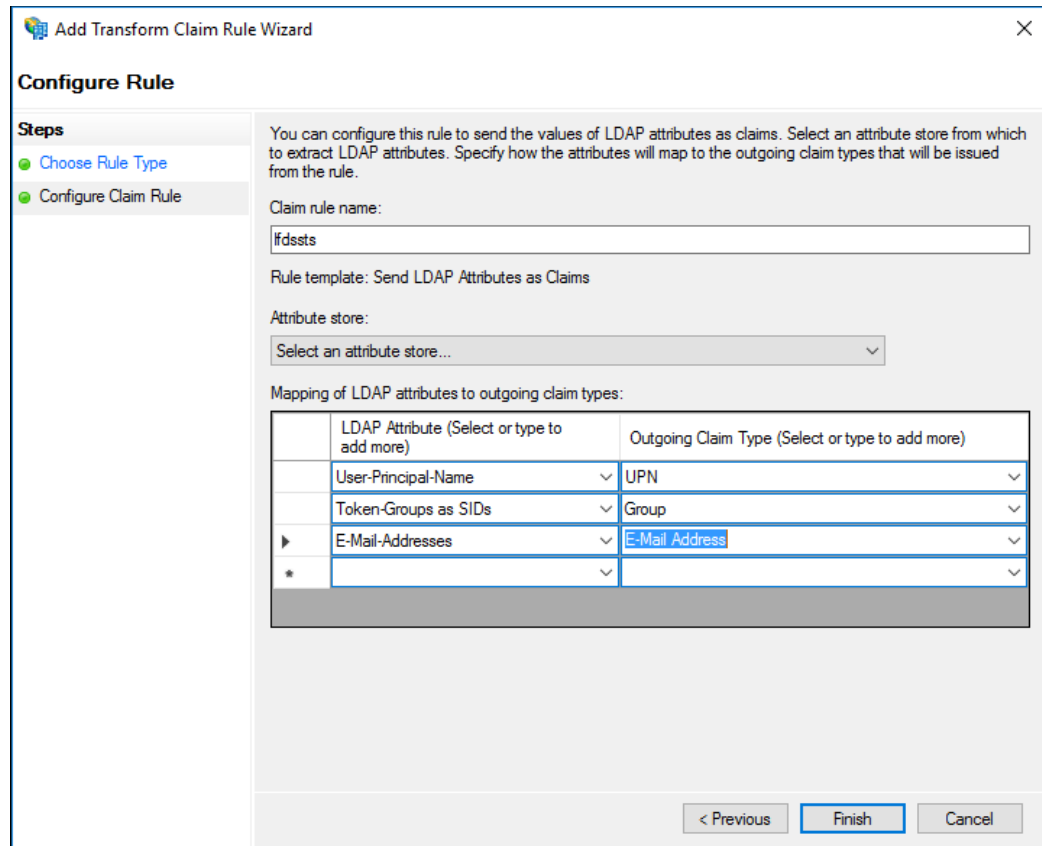 Add Transform Claim Rule Wizard
Configure Rule
Steps
Choose Rule Type
Configure Claim Rule
You can configure this rule to send the values of LDAP attributes as claims. Select an attribute store from which
to extract LDAP attributes. Specify how the attributes will map to the outgoing claim types that will be issued
from the rule.
Claim rule name:
lfdssts
Rule template: Send LDAP Attributes as Claims
Attribute store:
Select an attribute store...
Mapping of LDAP attributes to outgoing claim types:
LDAP Attribute (Select or type to
add more)
Outgoing Claim Type (Select or type to add more)
User-Principal-Name UPN
Token-Groups as SIDs Group
E-Mail-Addresses E-Mail Address
*
< Previous Finish Cancel